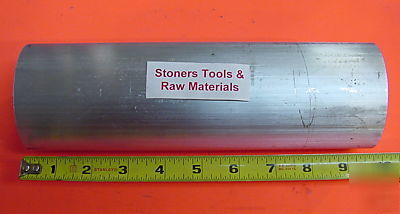 Stoners Tools &
Raw Materials
1 2 3 4 5 6 7 8 9